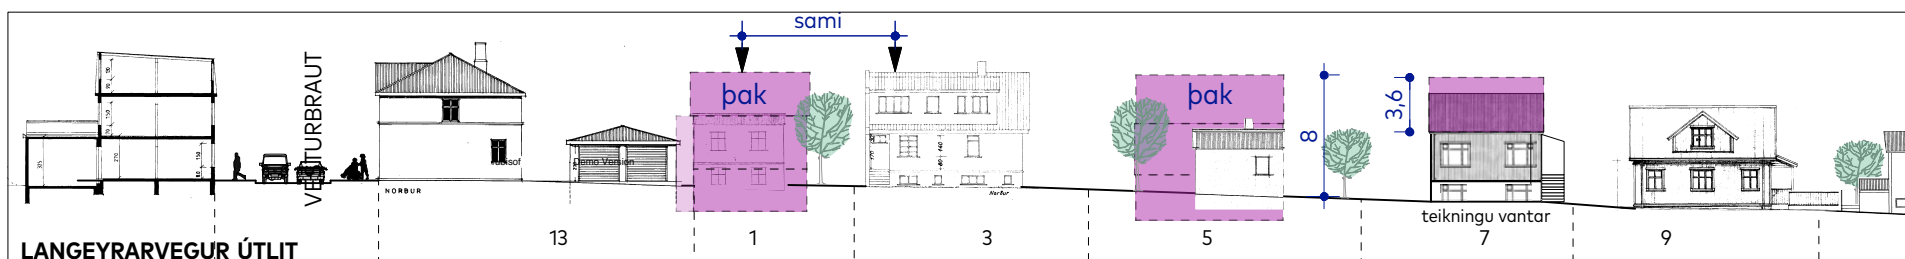 sami
VESTURBRAUT
þak
þak
8
3,6
Demo Version
NORÐUR
Norður
teikningu vantar
13
1
3
5
7
9
LANGEYRARVEGUR ÚTLIT